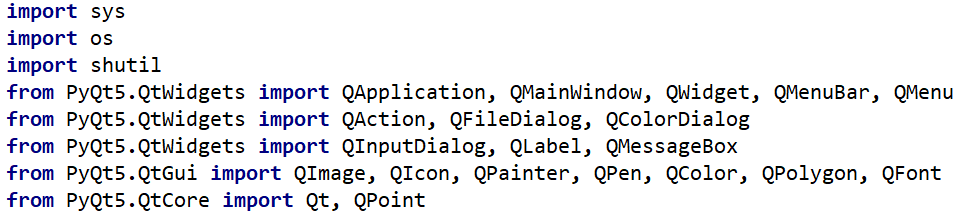 import sys
import os
import shutil
from PyQt5.QtWidgets import QApplication, QMainWindow, QWidget, QMenuBar, QMenu
from PyQt5.QtWidgets import QAction, QFileDialog, QColorDialog
from PyQt5.QtWidgets import QInputDialog, QLabel, QMessageBox
from PyQt5.QtGui import QImage, QIcon, QPainter, QPen, QColor, QPolygon, QFont
from PyQt5.QtCore import Qt, QPoint